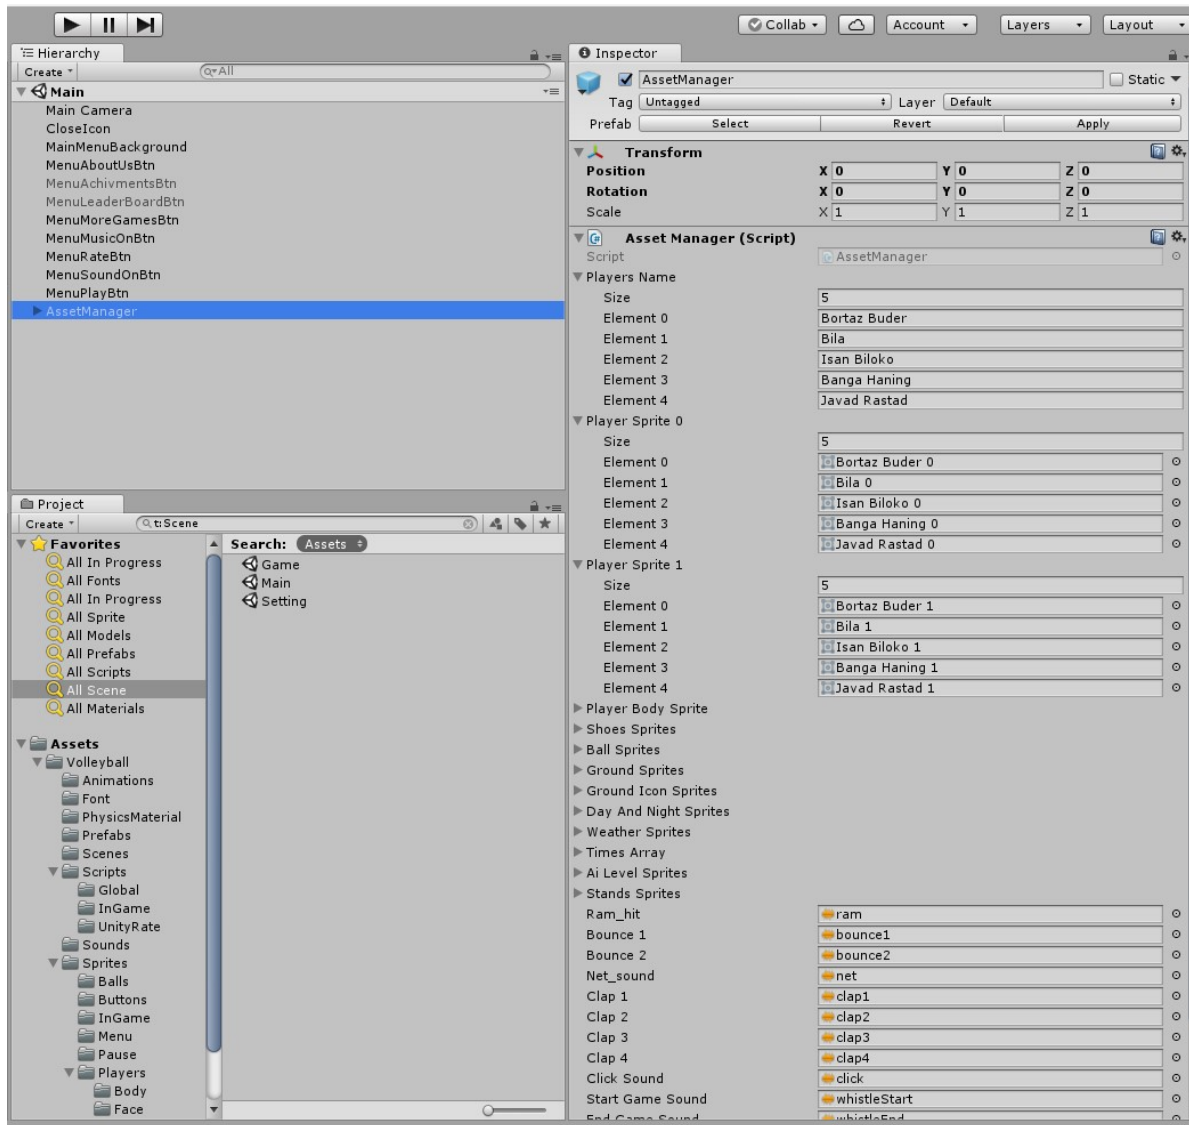 Collab
Account
Layers
Layout
Hierarchy
Create
All
Main
Main Camera
CloseIcon
MainMenuBackground
MenuAboutUsBtn
MenuAchivmentsBtn
MenuLeaderBoardBtn
MenuMoreGamesBtn
MenuMusicOnBtn
MenuRateBtn
MenuSoundOnBtn
MenuPlayBtn
AssetManager
Project
Create
t:Scene
Favorites
All In Progress
All Fonts
All In Progress
All Sprite
All Models
All Prefabs
All Scripts
All Scene
All Materials
Assets
Volleyball
Animations
Font
PhysicsMaterial
Prefabs
Scenes
Scripts
Global
InGame
UnityRate
Sounds
Sprites
Balls
Buttons
InGame
Menu
Pause
Players
Body
Face
Search: Assets
Game
Main
Setting
Inspector
AssetManager Static
Tag Untagged Layer Default
Prefab Select Revert Apply
Transform
Position X 0 Y 0 Z 0
Rotation X 0 Y 0 Z 0
Scale X 1 Y 1 Z 1
Asset Manager (Script)
Script AssetManager
Players Name
Size 5
Element 0 Bortaz Buder
Element 1 Bila
Element 2 Isan Biloko
Element 3 Banga Haning
Element 4 Javad Rastad
Player Sprite 0
Size 5
Element 0 Bortaz Buder 0
Element 1 Bila 0
Element 2 Isan Biloko 0
Element 3 Banga Haning 0
Element 4 Javad Rastad 0
Player Sprite 1
Size 5
Element 0 Bortaz Buder 1
Element 1 Bila 1
Element 2 Isan Biloko 1
Element 3 Banga Haning 1
Element 4 Javad Rastad 1
Player Body Sprite
Shoes Sprites
Ball Sprites
Ground Sprites
Ground Icon Sprites
Day And Night Sprites
Weather Sprites
Times Array
Ai Level Sprites
Stands Sprites
Ram_hit ram
Bounce 1 bounce1
Bounce 2 bounce2
Net_sound net
Clap 1 clap1
Clap 2 clap2
Clap 3 clap3
Clap 4 clap4
Click Sound click
Start Game Sound whistleStart
End Game Sound whistleEnd